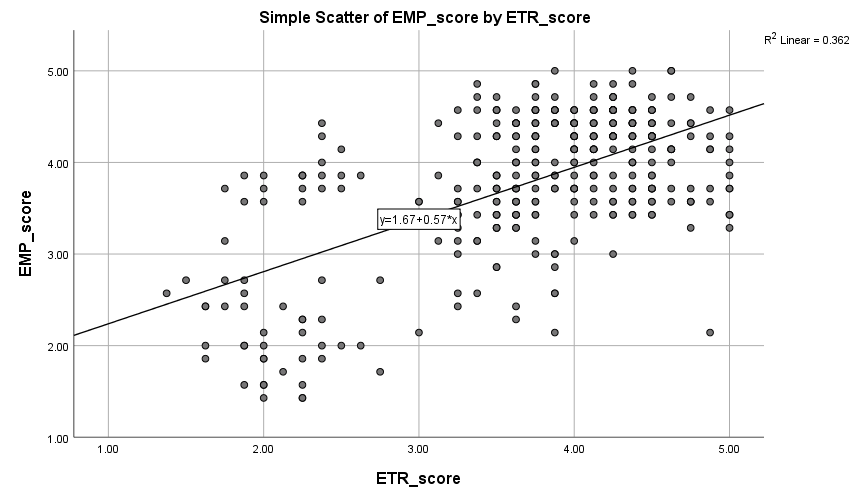 Simple Scatter of EMP_score by ETR_score
R² Linear = 0.362
5.00
4.00
3.00
2.00
1.00
EMP_score
y=1.67+0.57*x
1.00 2.00 3.00 4.00 5.00
ETR_score